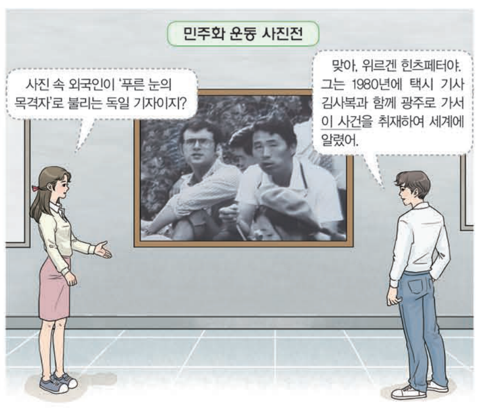 민주화 운동 사진전
사진 속 외국인이 '푸른 눈의
목격자'로 불리는 독일 기자이지?
맞아, 위르겐 힌츠페터야.
그는 1980년에 택시 기사
김사복과 함께 광주로 가서
이 사건을 취재하여 세계에
알렸어.